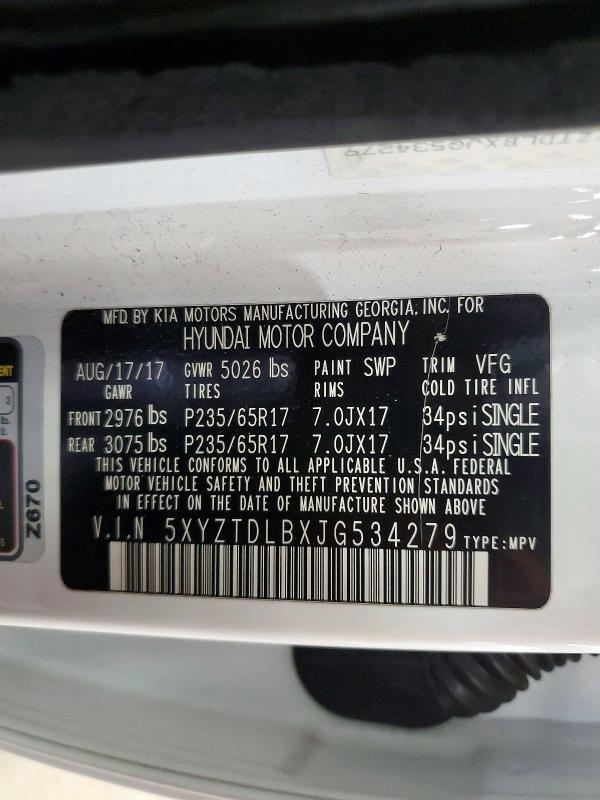 ZTDLBXJG534279
MFD. BY KIA MOTORS MANUFACTURING GEORGIA, INC. FOR
HYUNDAI MOTOR COMPANY
AUG/17/17 GVWR 5026 lbs PAINT SWP TRIM VFG
GAWR TIRES RIMS COLD TIRE INFL
FRONT 2976 lbs P235/65R17 7.0JX17 34psi SINGLE
REAR 3075 lbs P235/65R17 7.0JX17 34psi SINGLE
THIS VEHICLE CONFORMS TO ALL APPLICABLE U.S.A. FEDERAL
MOTOR VEHICLE SAFETY AND THEFT PREVENTION STANDARDS
IN EFFECT ON THE DATE OF MANUFACTURE SHOWN ABOVE
V.I.N 5XYZTDLBXJG534279 TYPE:MPV
Z670
3